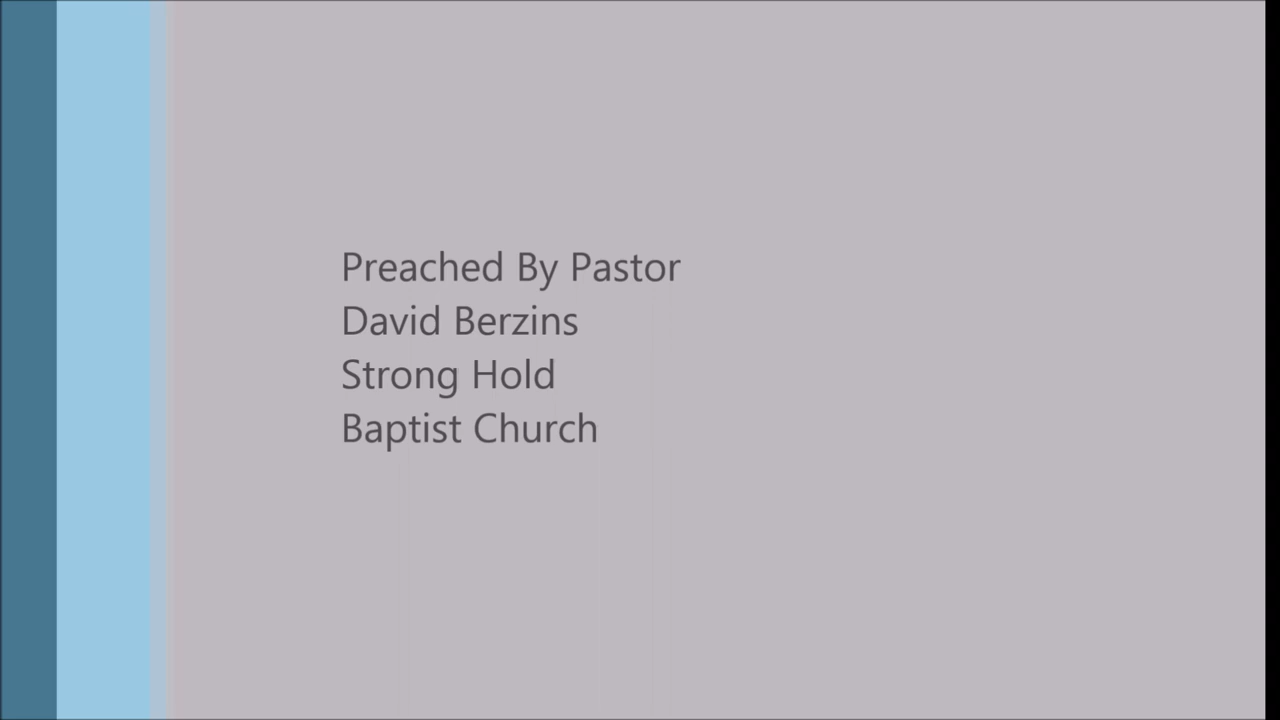 Preached By Pastor
David Berzins
Strong Hold
Baptist Church